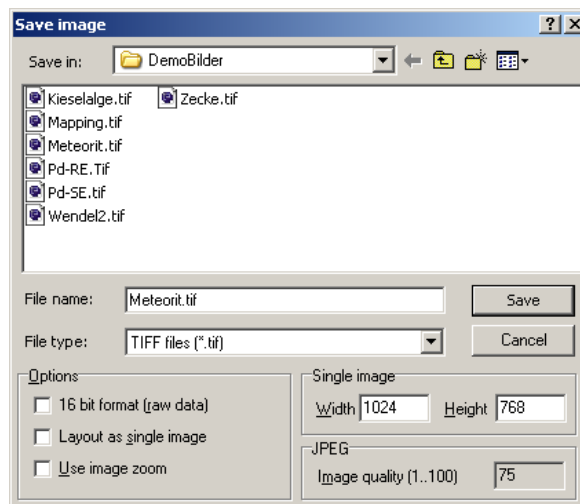 Save image
Save in: DemoBilder
Kieselalge.tif Zecke.tif
Mapping.tif
Meteorit.tif
Pd-RE.Tif
Pd-SE.tif
Wendel2.tif
File name: Meteorit.tif Save
File type: TIFF files (*.tif) Cancel
Options
16 bit format (raw data)
Layout as single image
Use image zoom
Single image
Width 1024 Height 768
JPEG
Image quality (1..100) 75